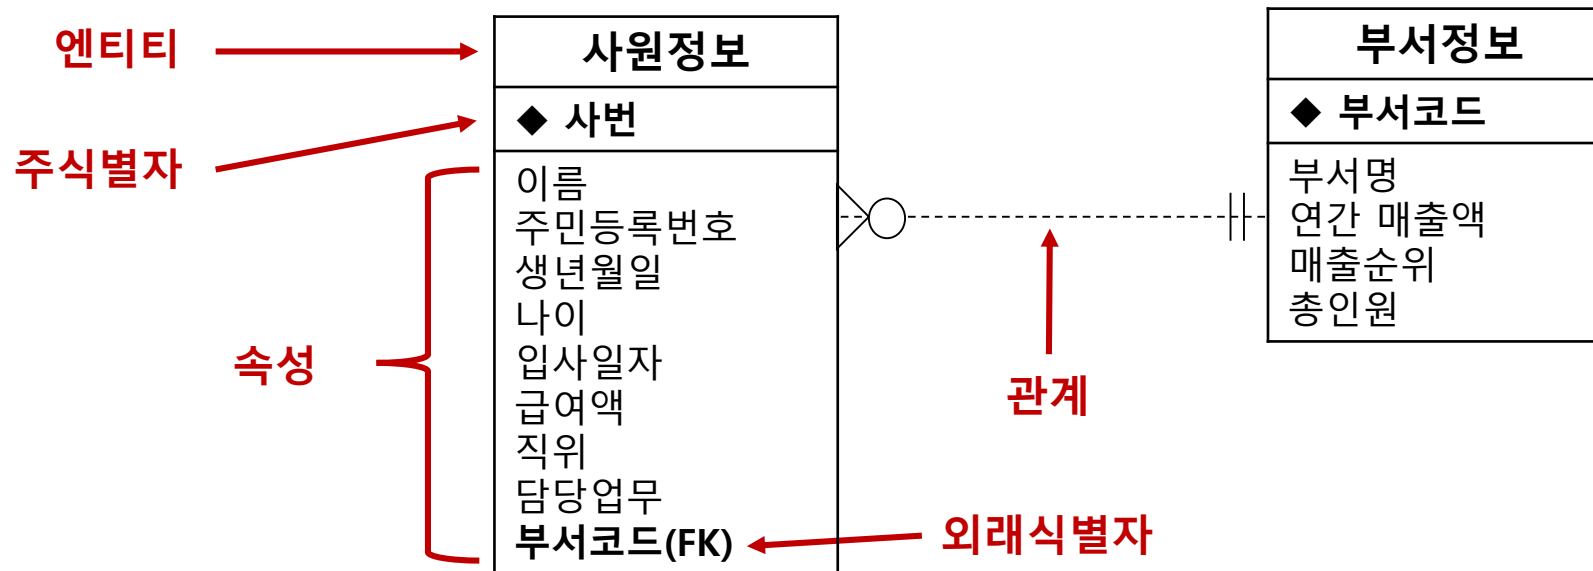 엔티티
주식별자
속성
사원정보
◆ 사번
이름
주민등록번호
생년월일
나이
입사일자
급여액
직위
담당업무
부서코드(FK)
관계
외래식별자
부서정보
◆ 부서코드
부서명
연간 매출액
매출순위
총인원